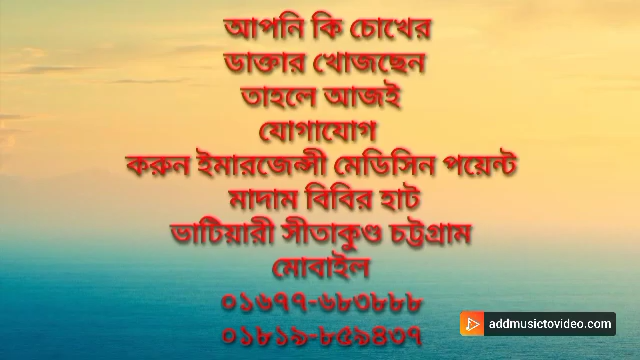 আপনি কি চোখের
ডাক্তার খোজছেন
তাহলে আজই
যোগাযোগ
করুন ইমারজেন্সী মেডিসিন পয়েন্ট
মাদাম বিবির হাট
ভাটিয়ারী সীতাকুণ্ড চট্টগ্রাম
মোবাইল
০১৬৭৭-৬৮৩৮৮৮
০১৮১৯-৮৫৯৪৩৭
addmusictovideo.com